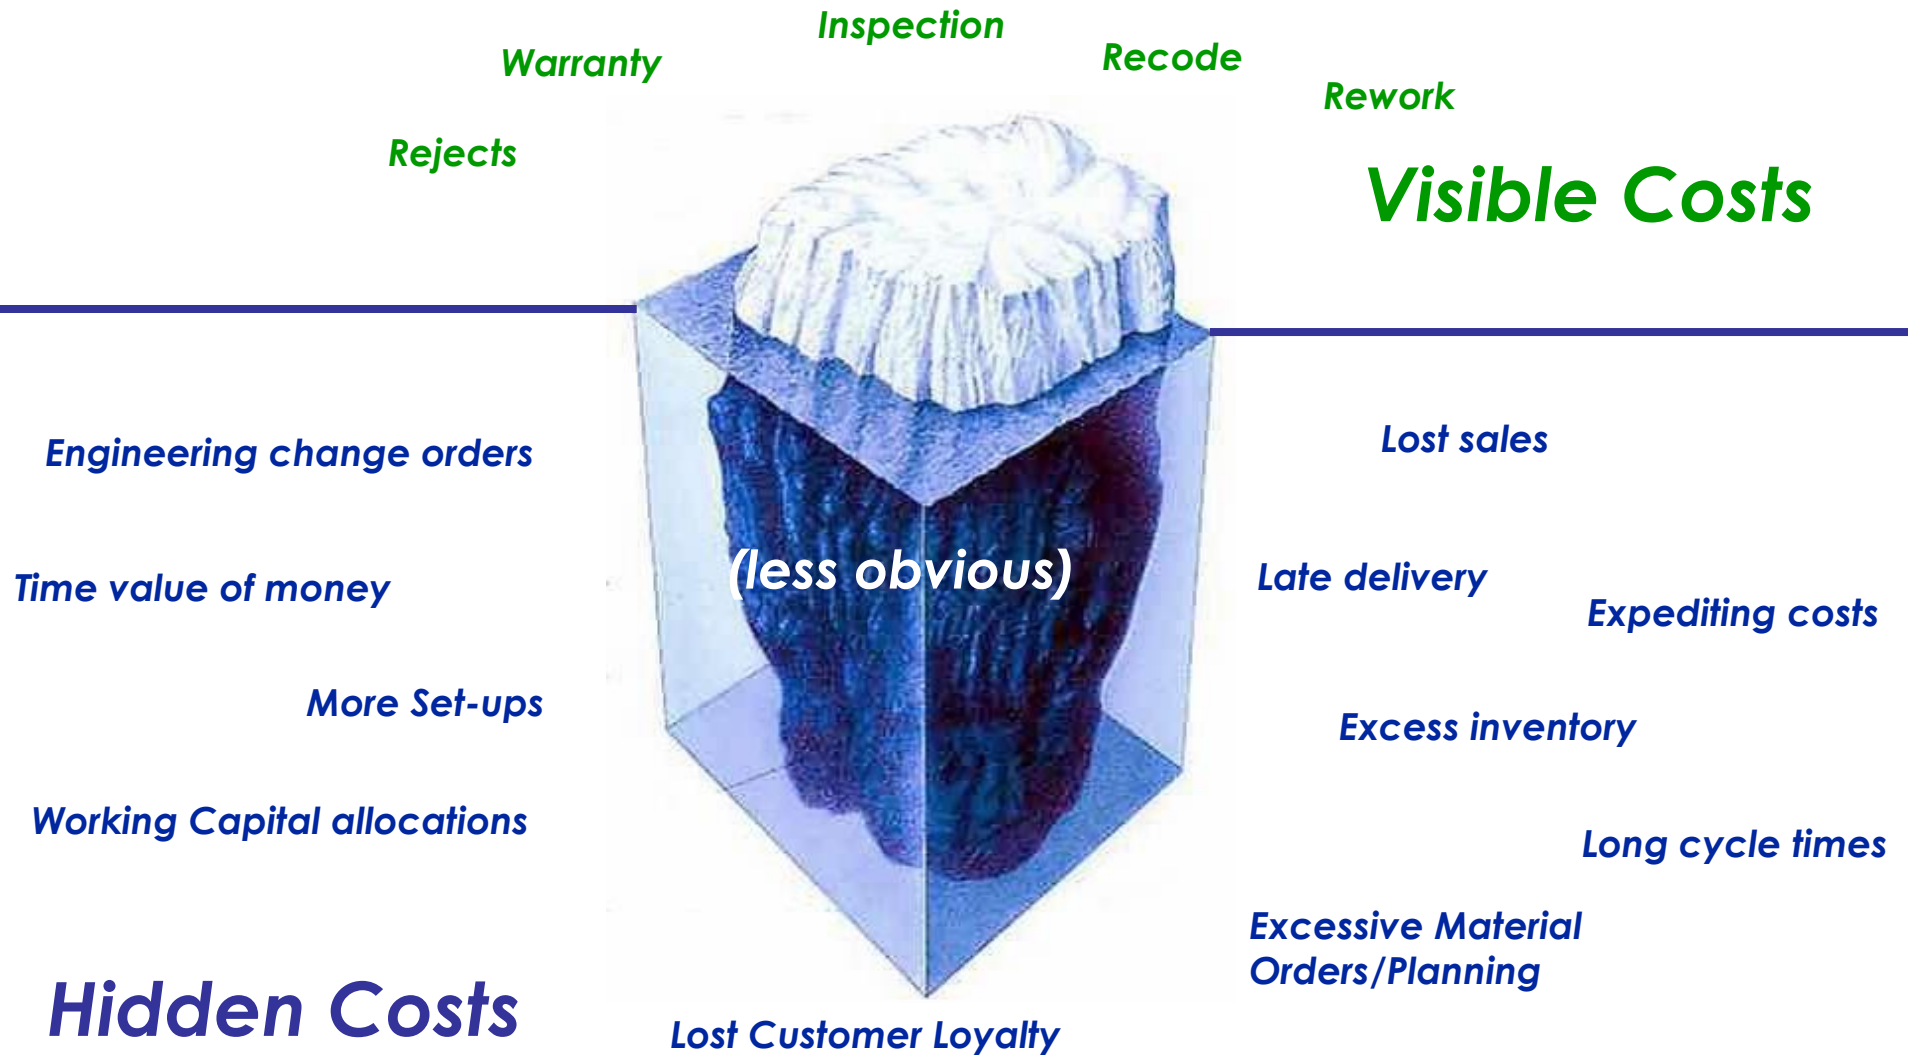 Inspection
Warranty
Recode
Rework
Rejects
Visible Costs
Engineering change orders
Lost sales
(less obvious)
Time value of money
Late delivery
Expediting costs
More Set-ups
Excess inventory
Working Capital allocations
Long cycle times
Excessive Material
Orders/Planning
Hidden Costs
Lost Customer Loyalty